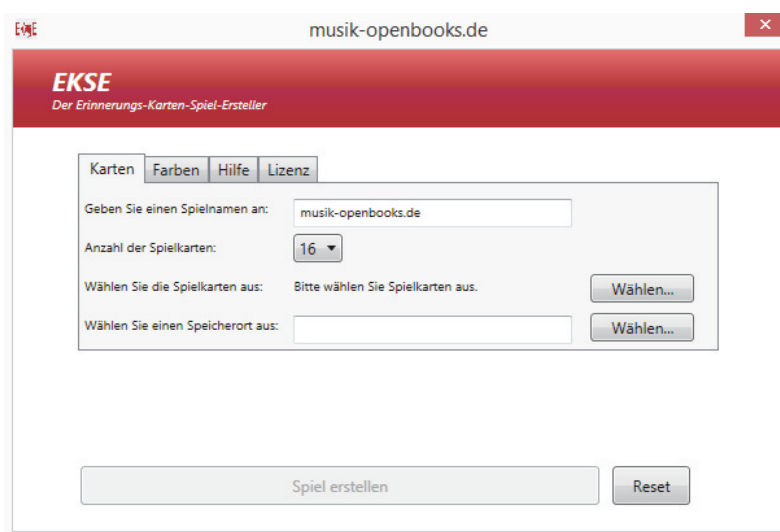 musik-openbooks.de
EKSE
Der Erinnerungs-Karten-Spiel-Ersteller
Karten Farben Hilfe Lizenz
Geben Sie einen Spielnamen an: musik-openbooks.de
Anzahl der Spielkarten: 16
Wählen Sie die Spielkarten aus: Bitte wählen Sie Spielkarten aus. Wählen...
Wählen Sie einen Speicherort aus: Wählen...
Spiel erstellen Reset